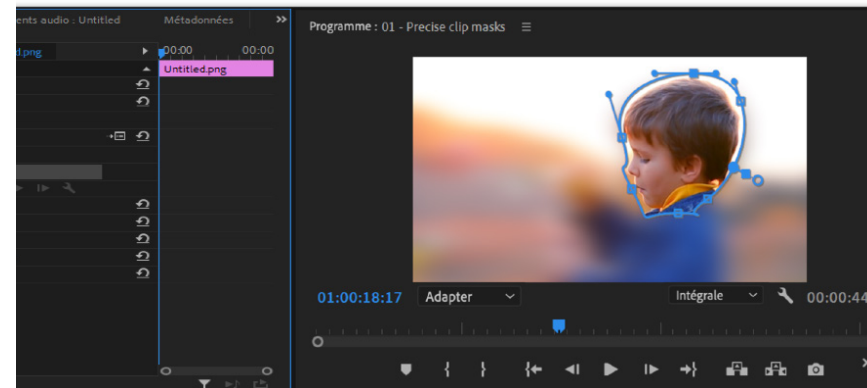 ents audio : Untitled Métadonnées
d.png
00:00 00:00
Untitled.png
Programme : 01 - Precise clip masks
01:00:18:17 Adapter Intégrale 00:00:44